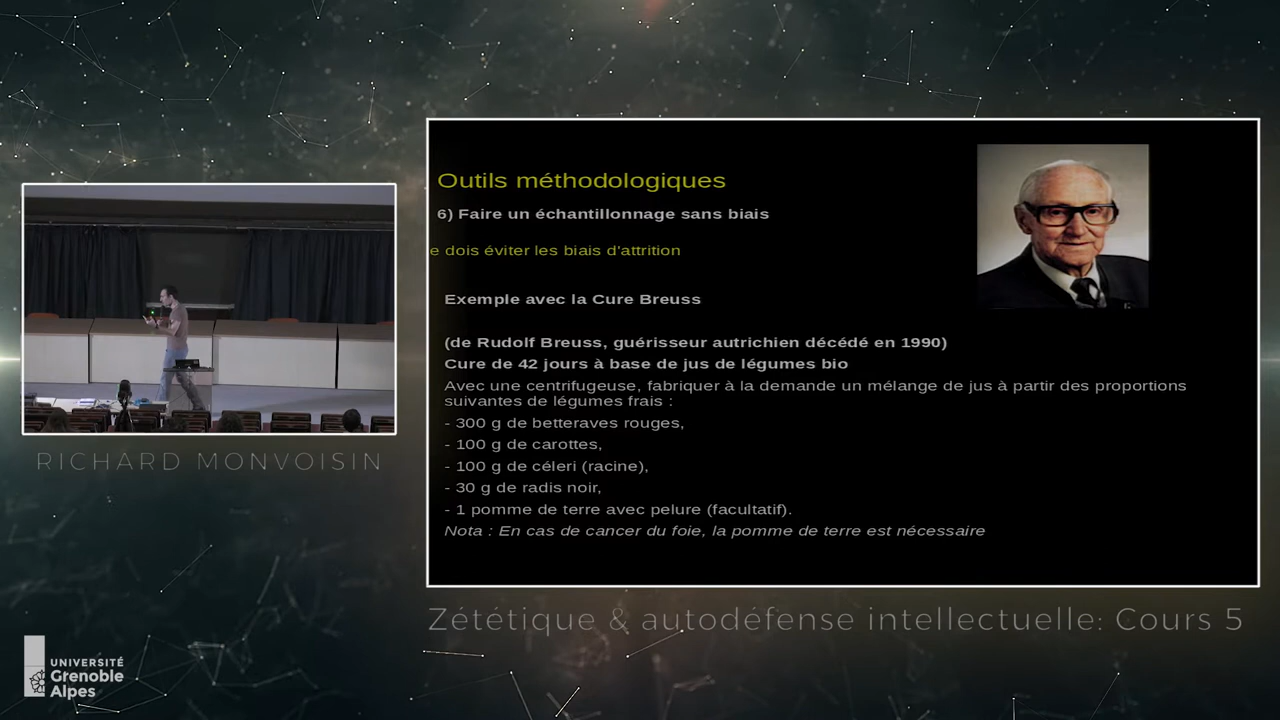 Outils méthodologiques
6) Faire un échantillonnage sans biais
e dois éviter les biais d'attrition
Exemple avec la Cure Breuss
(de Rudolf Breuss, guérisseur autrichien décédé en 1990)
Cure de 42 jours à base de jus de légumes bio
Avec une centrifugeuse, fabriquer à la demande un mélange de jus à partir des proportions
suivantes de légumes frais :
- 300 g de betteraves rouges,
- 100 g de carottes,
- 100 g de céleri (racine),
- 30 g de radis noir,
- 1 pomme de terre avec pelure (facultatif).
Nota : En cas de cancer du foie, la pomme de terre est nécessaire
RICHARD MONVOISIN
Zététique & autodéfense intellectuelle: Cours 5
UNIVERSITÉ
Grenoble
Alpes